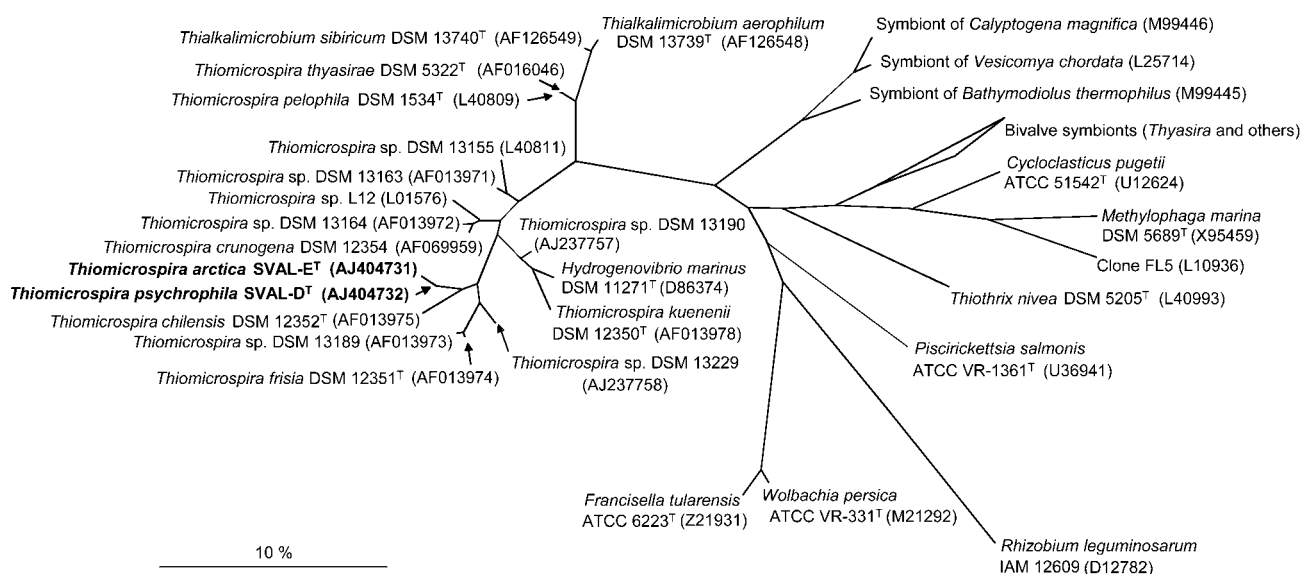 Thialkalimicrobium aerophilum
DSM 13739ᵀ (AF126548)
Thialkalimicrobium sibiricum DSM 13740ᵀ (AF126549)
Thiomicrospira thyasirae DSM 5322ᵀ (AF016046)
Thiomicrospira pelophila DSM 1534ᵀ (L40809)
Thiomicrospira sp. DSM 13155 (L40811)
Thiomicrospira sp. DSM 13163 (AF013971)
Thiomicrospira sp. L12 (L01576)
Thiomicrospira sp. DSM 13164 (AF013972)
Thiomicrospira crunogena DSM 12354 (AF069959)
Thiomicrospira arctica SVAL-Eᵀ (AJ404731)
Thiomicrospira psychrophila SVAL-Dᵀ (AJ404732)
Thiomicrospira chilensis DSM 12352ᵀ (AF013975)
Thiomicrospira sp. DSM 13189 (AF013973)
Thiomicrospira frisia DSM 12351ᵀ (AF013974)
Thiomicrospira sp. DSM 13190
(AJ237757)
Hydrogenovibrio marinus
DSM 11271ᵀ (D86374)
Thiomicrospira kuenenii
DSM 12350ᵀ (AF013978)
Thiomicrospira sp. DSM 13229
(AJ237758)
Symbiont of Calyptogena magnifica (M99446)
Symbiont of Vesicomya chordata (L25714)
Symbiont of Bathymodiolus thermophilus (M99445)
Bivalve symbionts (Thyasira and others)
Cycloclasticus pugetii
ATCC 51542ᵀ (U12624)
Methylophaga marina
DSM 5689ᵀ (X95459)
Clone FL5 (L10936)
Thiothrix nivea DSM 5205ᵀ (L40993)
Piscirickettsia salmonis
ATCC VR-1361ᵀ (U36941)
Francisella tularensis
ATCC 6223ᵀ (Z21931)
Wolbachia persica
ATCC VR-331ᵀ (M21292)
Rhizobium leguminosarum
IAM 12609 (D12782)
10 %